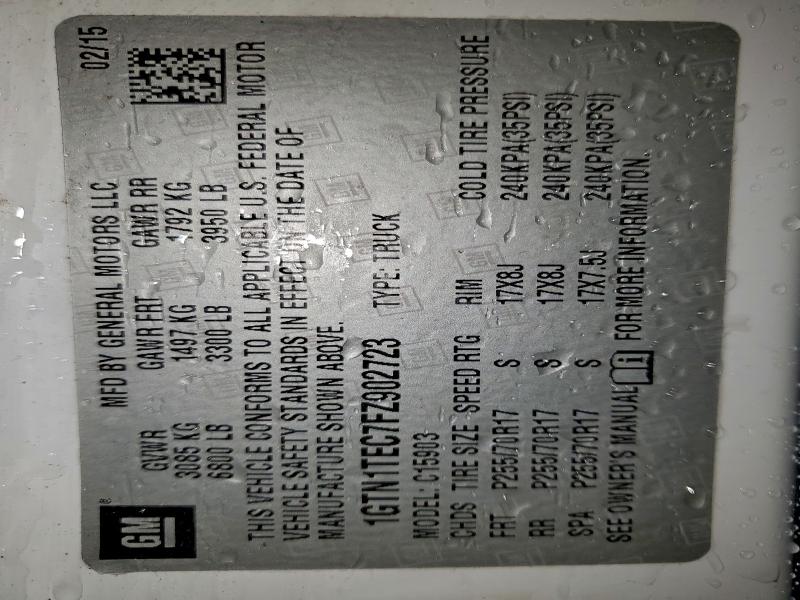 GM®
MFD BY GENERAL MOTORS LLC 02/15
GVWR GAWR FRT GAWR RR
3085 KG 1497 KG 1792 KG
6800 LB 3300 LB 3950 LB
THIS VEHICLE CONFORMS TO ALL APPLICABLE U.S. FEDERAL MOTOR
VEHICLE SAFETY STANDARDS IN EFFECT ON THE DATE OF
MANUFACTURE SHOWN ABOVE.
1GTN1TEC7FZ902723 TYPE: TRUCK
MODEL: C15903
CHDS TIRE SIZE SPEED RTG RIM COLD TIRE PRESSURE
FRT P255/70R17 S 17X8J 240KPA(35PSI)
RR P255/70R17 S 17X8J 240KPA(35PSI)
SPA P255/70R17 S 17X7.5J 240KPA(35PSI)
SEE OWNER'S MANUAL i FOR MORE INFORMATION.